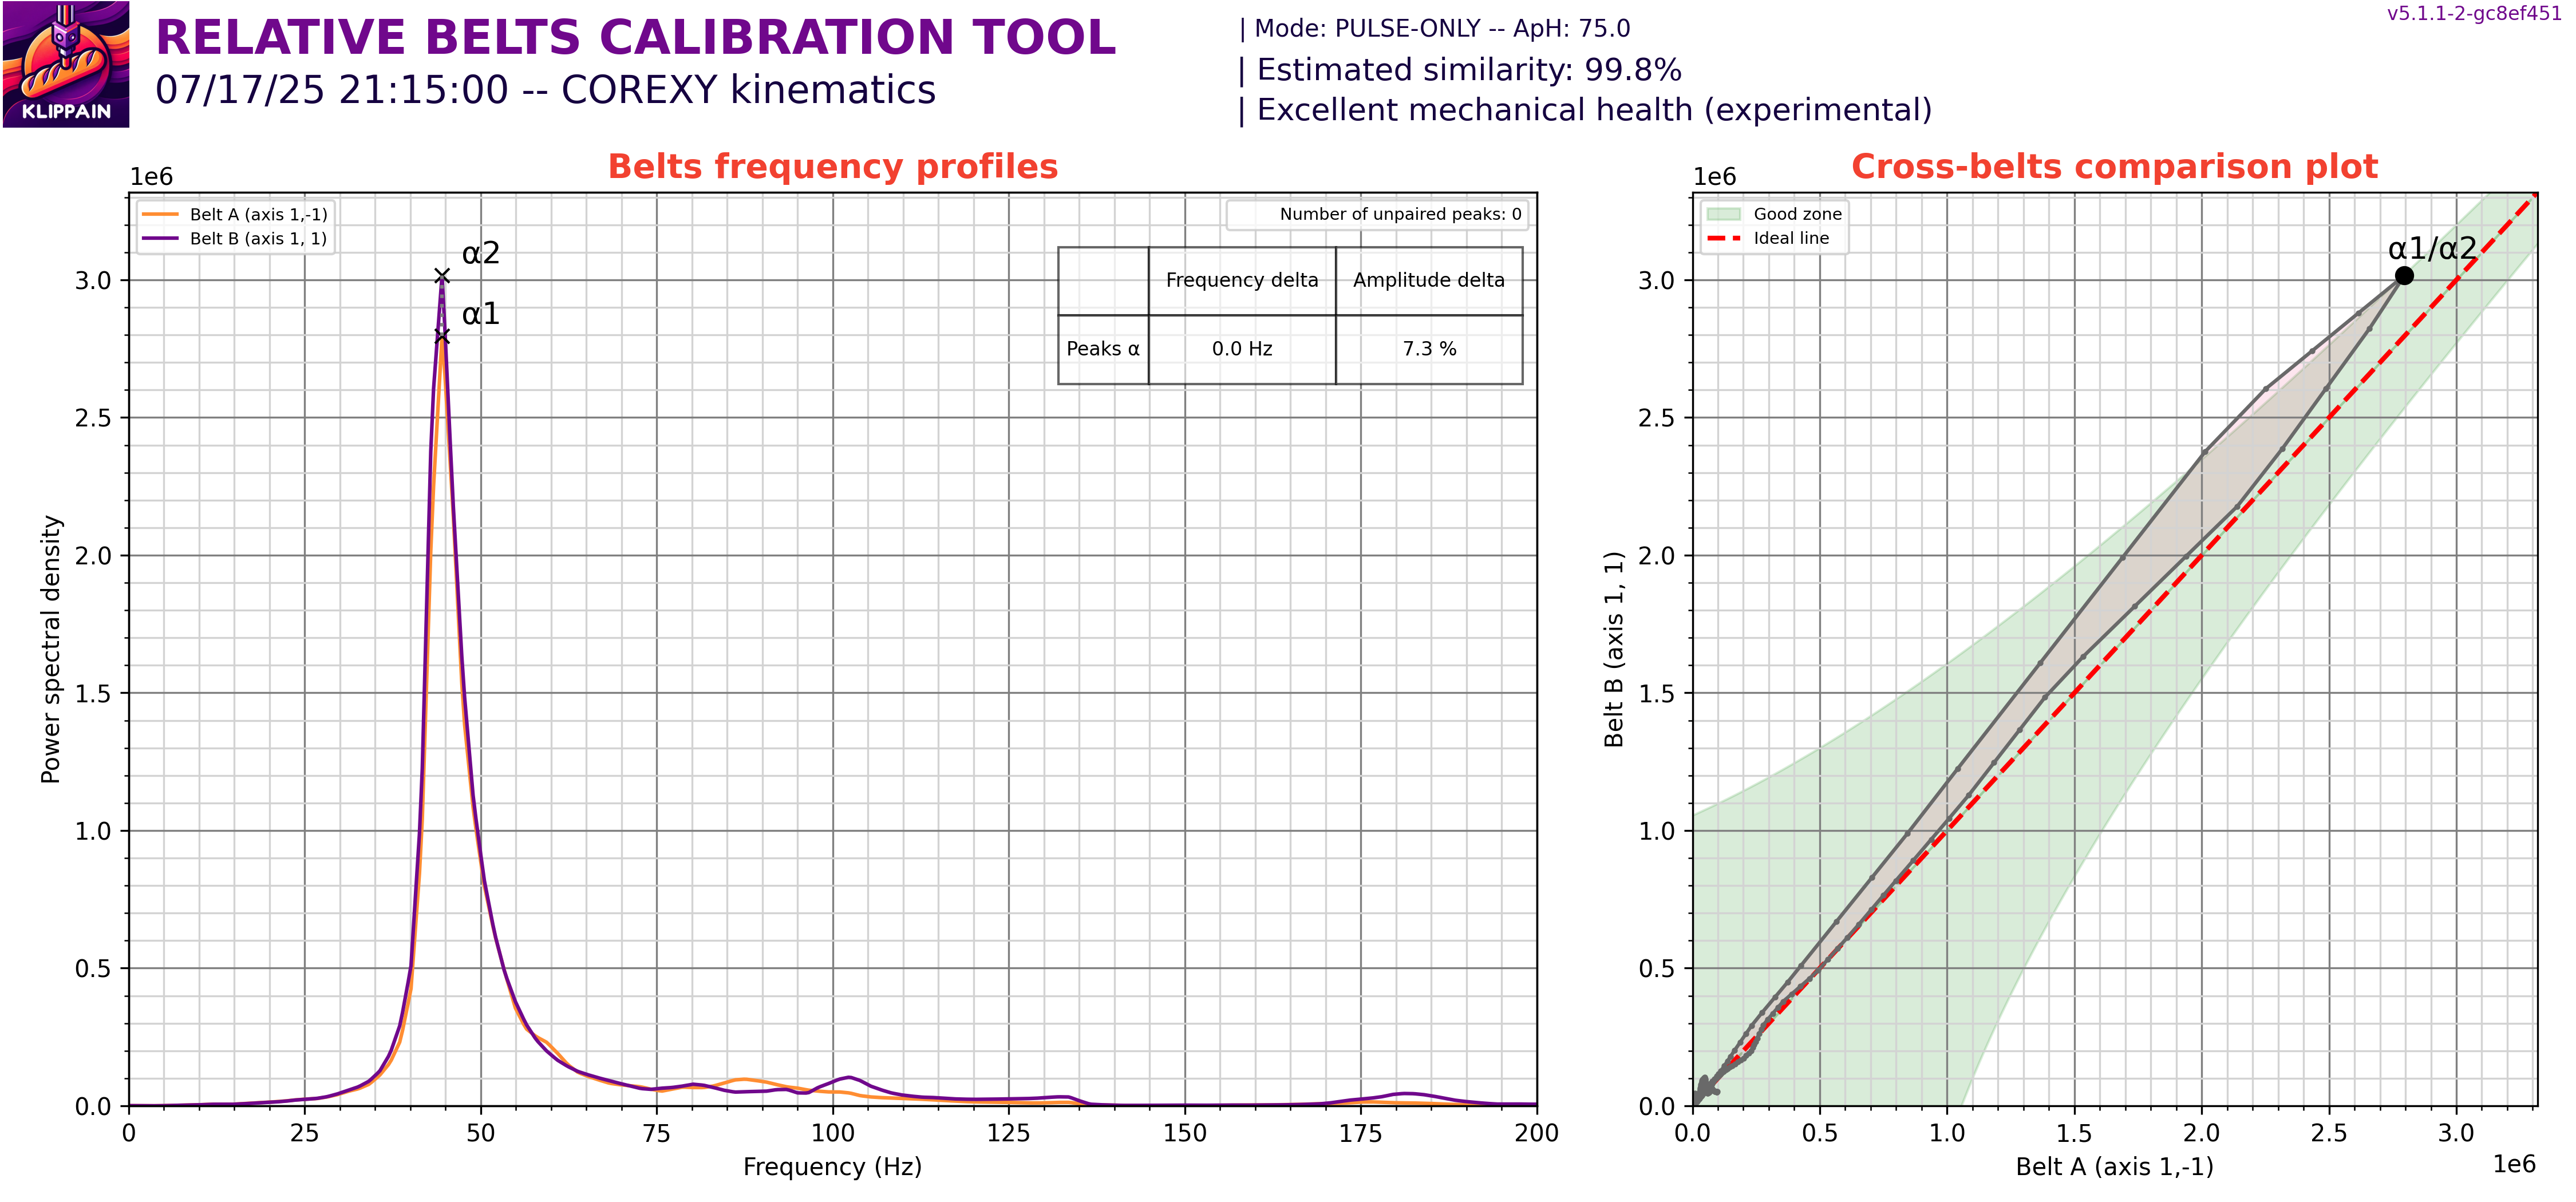 KLIPPAIN
RELATIVE BELTS CALIBRATION TOOL
07/17/25 21:15:00 -- COREXY kinematics
| Mode: PULSE-ONLY -- ApH: 75.0
| Estimated similarity: 99.8%
| Excellent mechanical health (experimental)
v5.1.1-2-gc8ef451
Belts frequency profiles
1e6
Belt A (axis 1,-1)
Belt B (axis 1, 1)
Number of unpaired peaks: 0
Frequency delta Amplitude delta
Peaks α 0.0 Hz 7.3 %
α2
α1
Power spectral density
3.0
2.5
2.0
1.5
1.0
0.5
0.0
0 25 50 75 100 125 150 175 200
Frequency (Hz)
Cross-belts comparison plot
1e6
Good zone
Ideal line
α1/α2
Belt B (axis 1, 1)
3.0
2.5
2.0
1.5
1.0
0.5
0.0
0.0 0.5 1.0 1.5 2.0 2.5 3.0
Belt A (axis 1,-1)
1e6